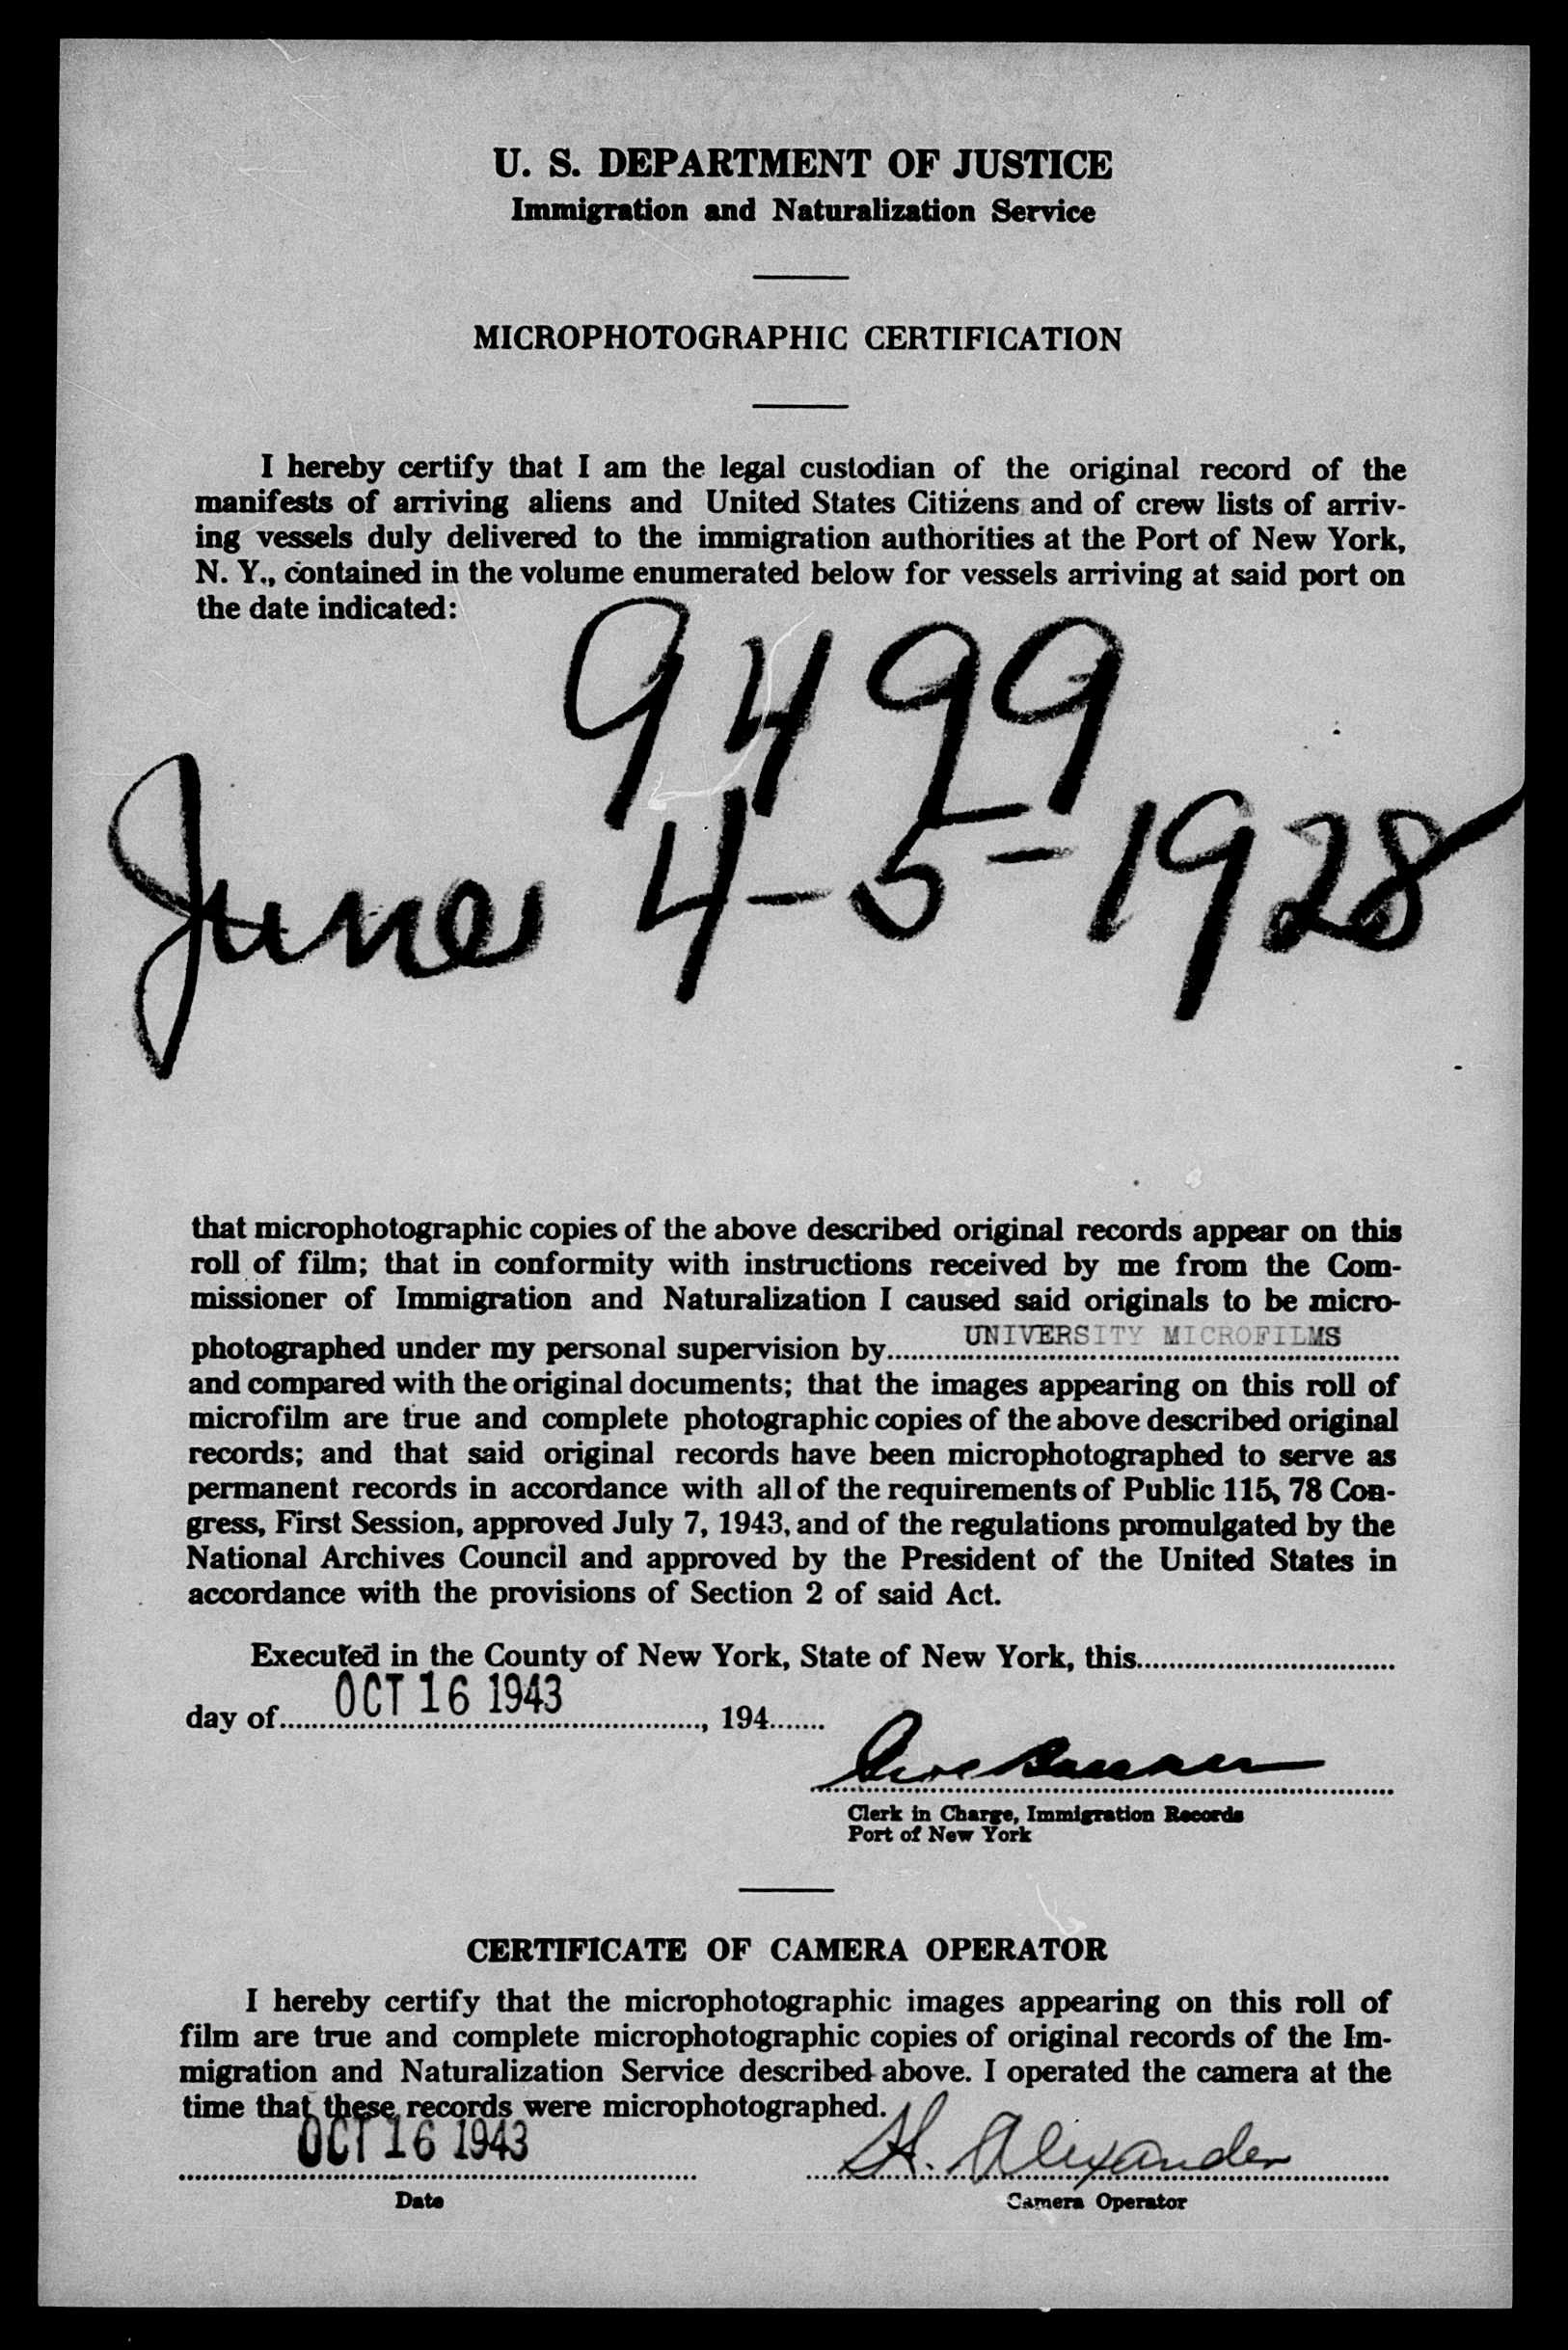 U. S. DEPARTMENT OF JUSTICE
Immigration and Naturalization Service
MICROPHOTOGRAPHIC CERTIFICATION
I hereby certify that I am the legal custodian of the original record of the
manifests of arriving aliens and United States Citizens and of crew lists of arriv-
ing vessels duly delivered to the immigration authorities at the Port of New York,
N. Y., contained in the volume enumerated below for vessels arriving at said port on
the date indicated:
9499
June 4-5-1928
that microphotographic copies of the above described original records appear on this
roll of film; that in conformity with instructions received by me from the Com-
missioner of Immigration and Naturalization I caused said originals to be micro-
photographed under my personal supervision by UNIVERSITY MICROFILMS
and compared with the original documents; that the images appearing on this roll of
microfilm are true and complete photographic copies of the above described original
records; and that said original records have been microphotographed to serve as
permanent records in accordance with all of the requirements of Public 115, 78 Con-
gress, First Session, approved July 7, 1943, and of the regulations promulgated by the
National Archives Council and approved by the President of the United States in
accordance with the provisions of Section 2 of said Act.
Executed in the County of New York, State of New York, this
day of OCT 16 1943, 194
Clerk in Charge, Immigration Records
Port of New York
CERTIFICATE OF CAMERA OPERATOR
I hereby certify that the microphotographic images appearing on this roll of
film are true and complete microphotographic copies of original records of the Im-
migration and Naturalization Service described above. I operated the camera at the
time that these records were microphotographed.
OCT 16 1943 H. Alexander
Date Camera Operator